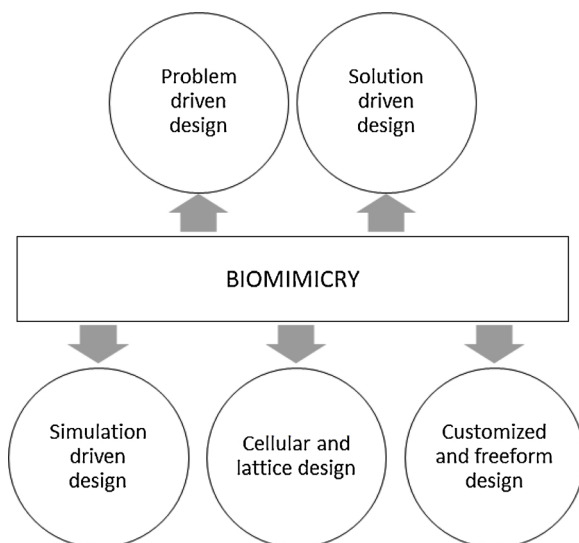 Problem
driven
design
Solution
driven
design
BIOMIMICRY
Simulation
driven
design
Cellular and
lattice design
Customized
and freeform
design